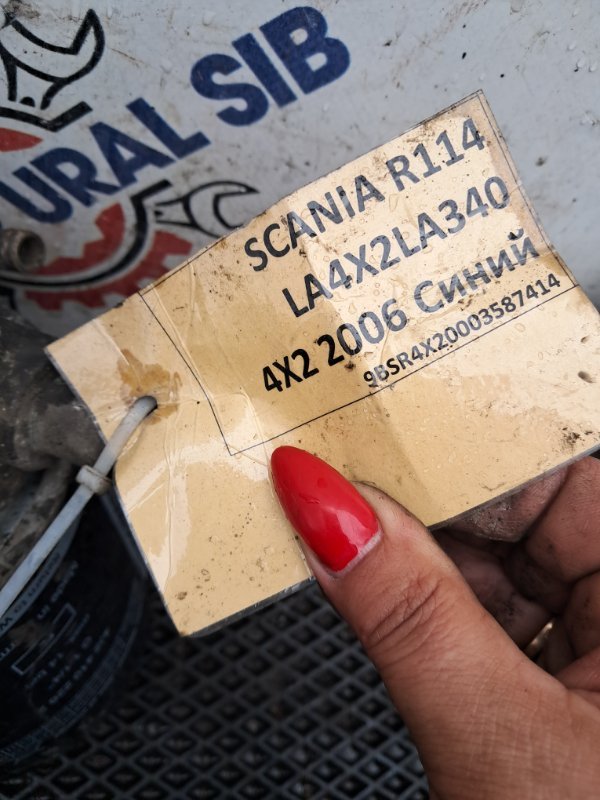 URAL SIB
SCANIA R114
LA4X2LA340
4X2 2006 Синий
9BSR4X20003587414